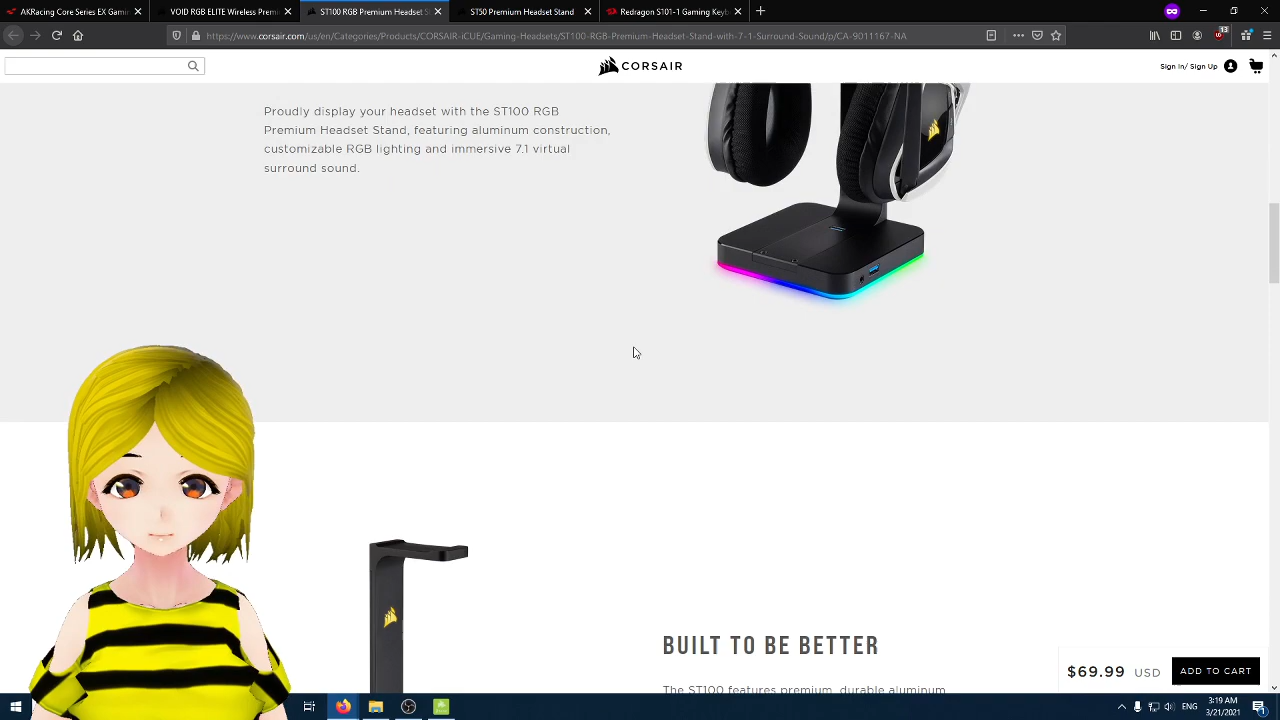 AKRacing Core Series EX Gamin
VOID RGB ELITE Wireless Premi
ST100 RGB Premium Headset S
ST50 Premium Headset Stand
Redragon S101-1 Gaming Keyb
https://www.corsair.com/us/en/Categories/Products/CORSAIR-iCUE/Gaming-Headsets/ST100-RGB-Premium-Headset-Stand-with-7-1-Surround-Sound/p/CA-9011167-NA
13
CORSAIR
Sign In/ Sign Up
Proudly display your headset with the ST100 RGB
Premium Headset Stand, featuring aluminum construction,
customizable RGB lighting and immersive 7.1 virtual
surround sound.
BUILT TO BE BETTER
The ST100 features premium, durable aluminum
$69.99 USD
ADD TO CART
ENG
3:19 AM
3/21/2021